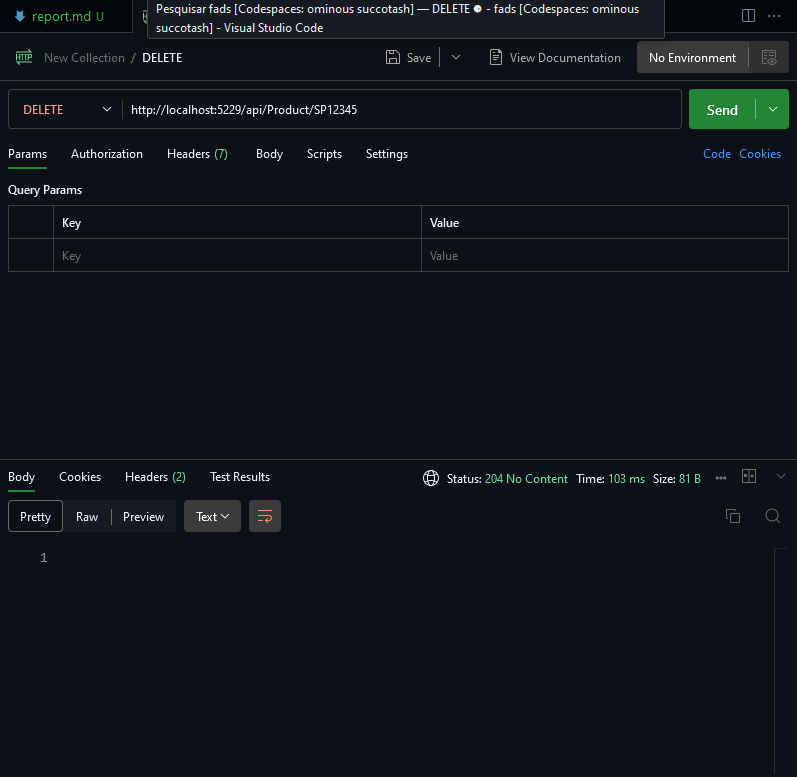 report.md U
Pesquisar fads [Codespaces: ominous succotash] — DELETE ● - fads [Codespaces: ominous
succotash] - Visual Studio Code
HTTP New Collection / DELETE Save View Documentation No Environment
DELETE http://localhost:5229/api/Product/SP12345 Send
Params Authorization Headers (7) Body Scripts Settings Code Cookies
Query Params
Key Value
Key Value
Body Cookies Headers (2) Test Results Status: 204 No Content Time: 103 ms Size: 81 B
Pretty Raw Preview Text
1